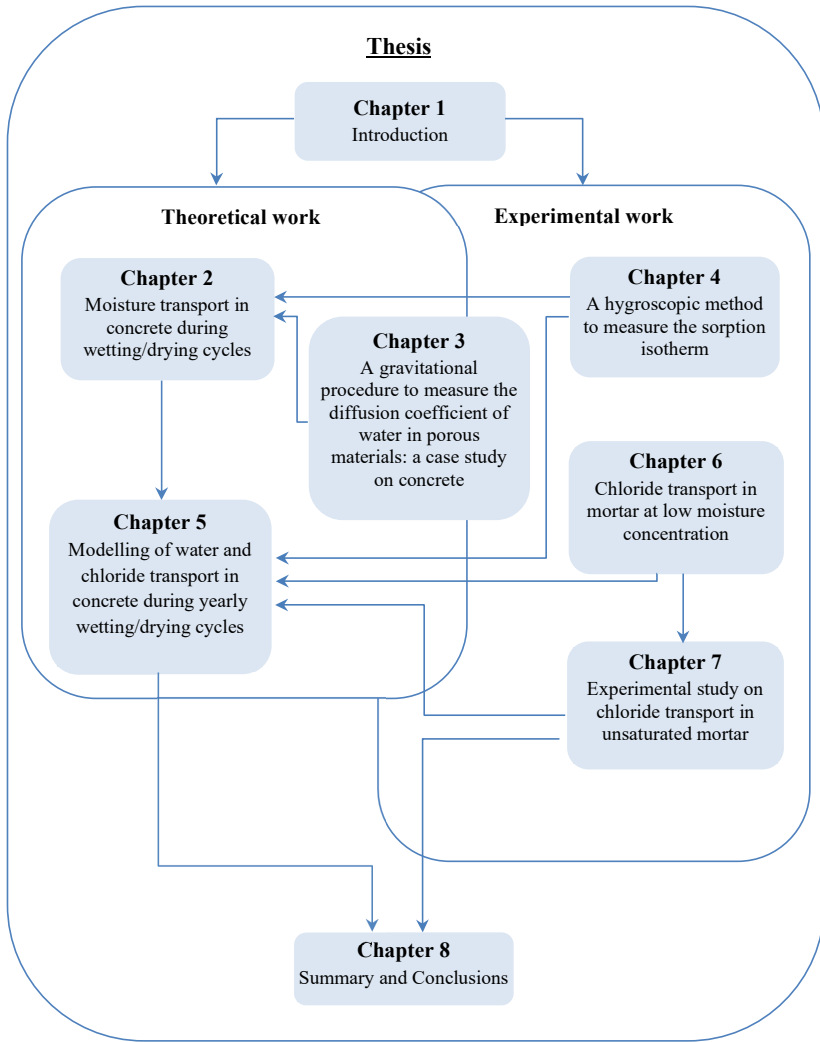 Thesis
Chapter 1
Introduction
Theoretical work
Experimental work
Chapter 2
Moisture transport in
concrete during
wetting/drying cycles
Chapter 4
A hygroscopic method
to measure the sorption
isotherm
Chapter 3
A gravitational
procedure to measure the
diffusion coefficient of
water in porous
materials: a case study
on concrete
Chapter 6
Chloride transport in
mortar at low moisture
concentration
Chapter 5
Modelling of water and
chloride transport in
concrete during yearly
wetting/drying cycles
Chapter 7
Experimental study on
chloride transport in
unsaturated mortar
Chapter 8
Summary and Conclusions